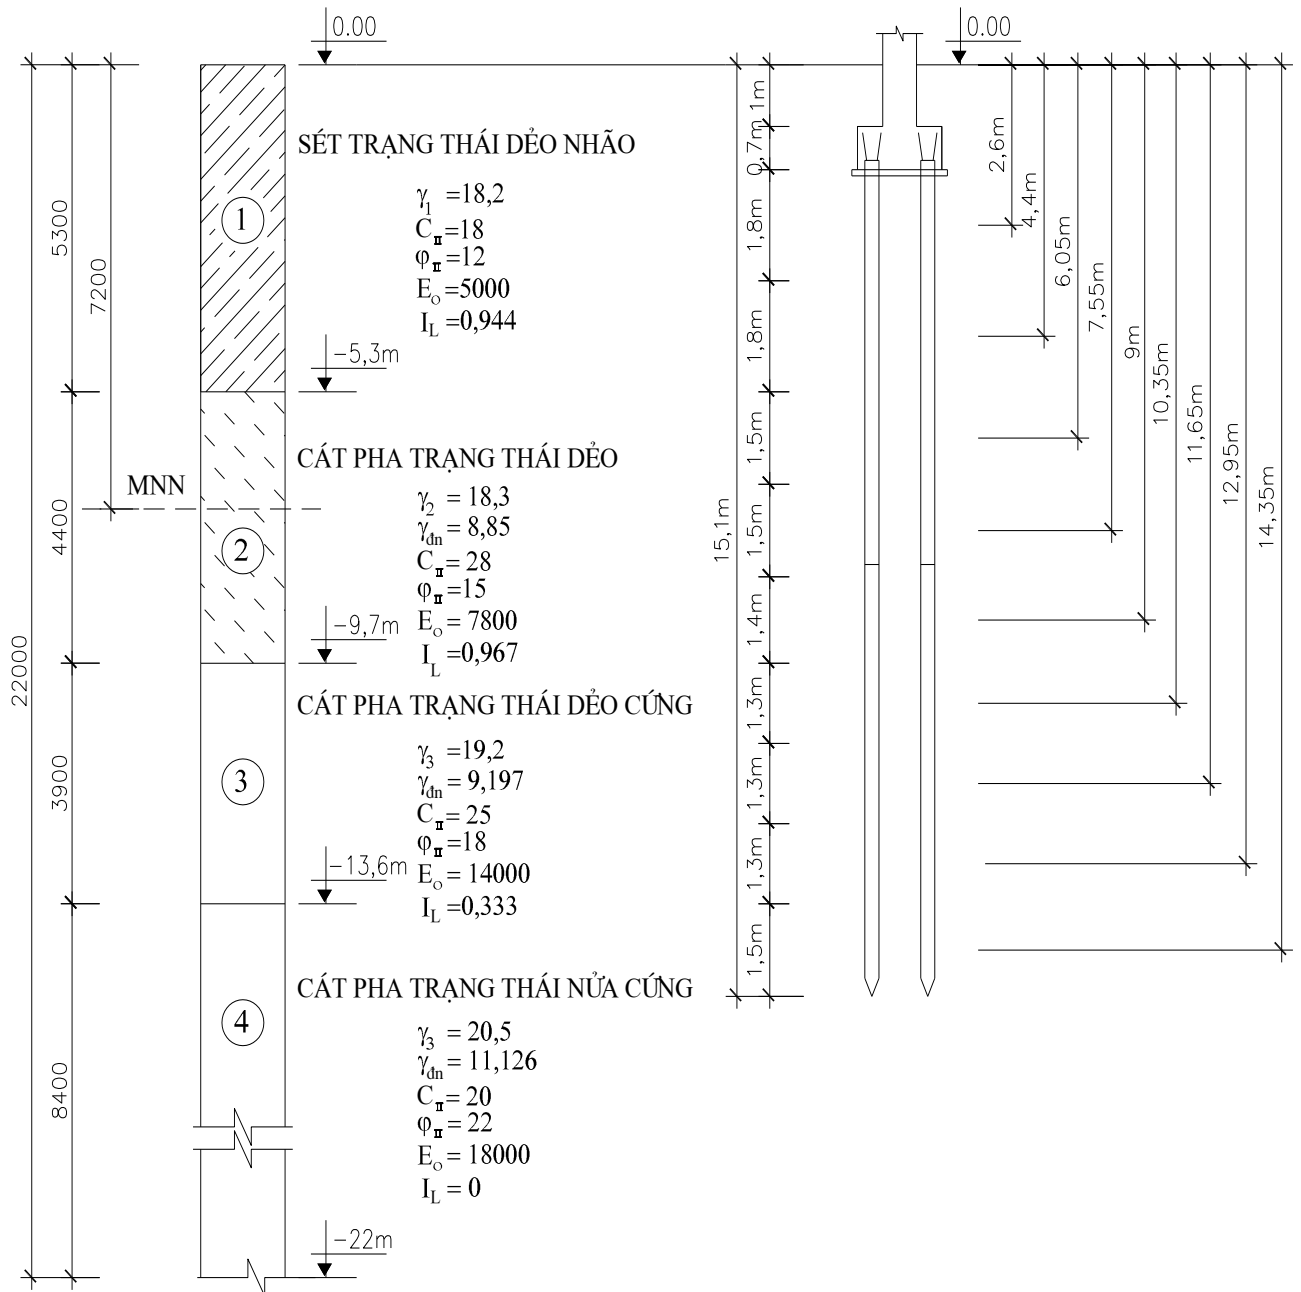 0.00
0.00
SÉT TRẠNG THÁI DẺO NHÃO
γ1 =18,2
CII=18
φII=12
Eo=5000
IL =0,944
1
-5,3m
CÁT PHA TRẠNG THÁI DẺO
γ2 = 18,3
γđn = 8,85
CII= 28
φII=15
Eo = 7800
IL =0,967
MNN
2
-9,7m
CÁT PHA TRẠNG THÁI DẺO CỨNG
γ3 =19,2
γđn = 9,197
CII= 25
φII=18
Eo = 14000
IL =0,333
3
-13,6m
CÁT PHA TRẠNG THÁI NỬA CỨNG
γ3 = 20,5
γđn = 11,126
CII= 20
φII= 22
Eo = 18000
IL = 0
4
-22m
22000
5300
4400
3900
8400
7200
15,1m
1m
0,7m
1,8m
1,8m
1,5m
1,5m
1,4m
1,3m
1,3m
1,3m
1,5m
2,6m
4,4m
6,05m
7,55m
9m
10,35m
11,65m
12,95m
14,35m